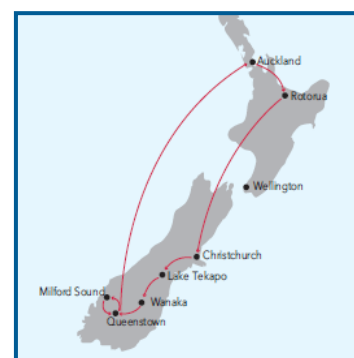 Auckland
Rotorua
Wellington
Christchurch
Lake Tekapo
Milford Sound
Wanaka
Queenstown